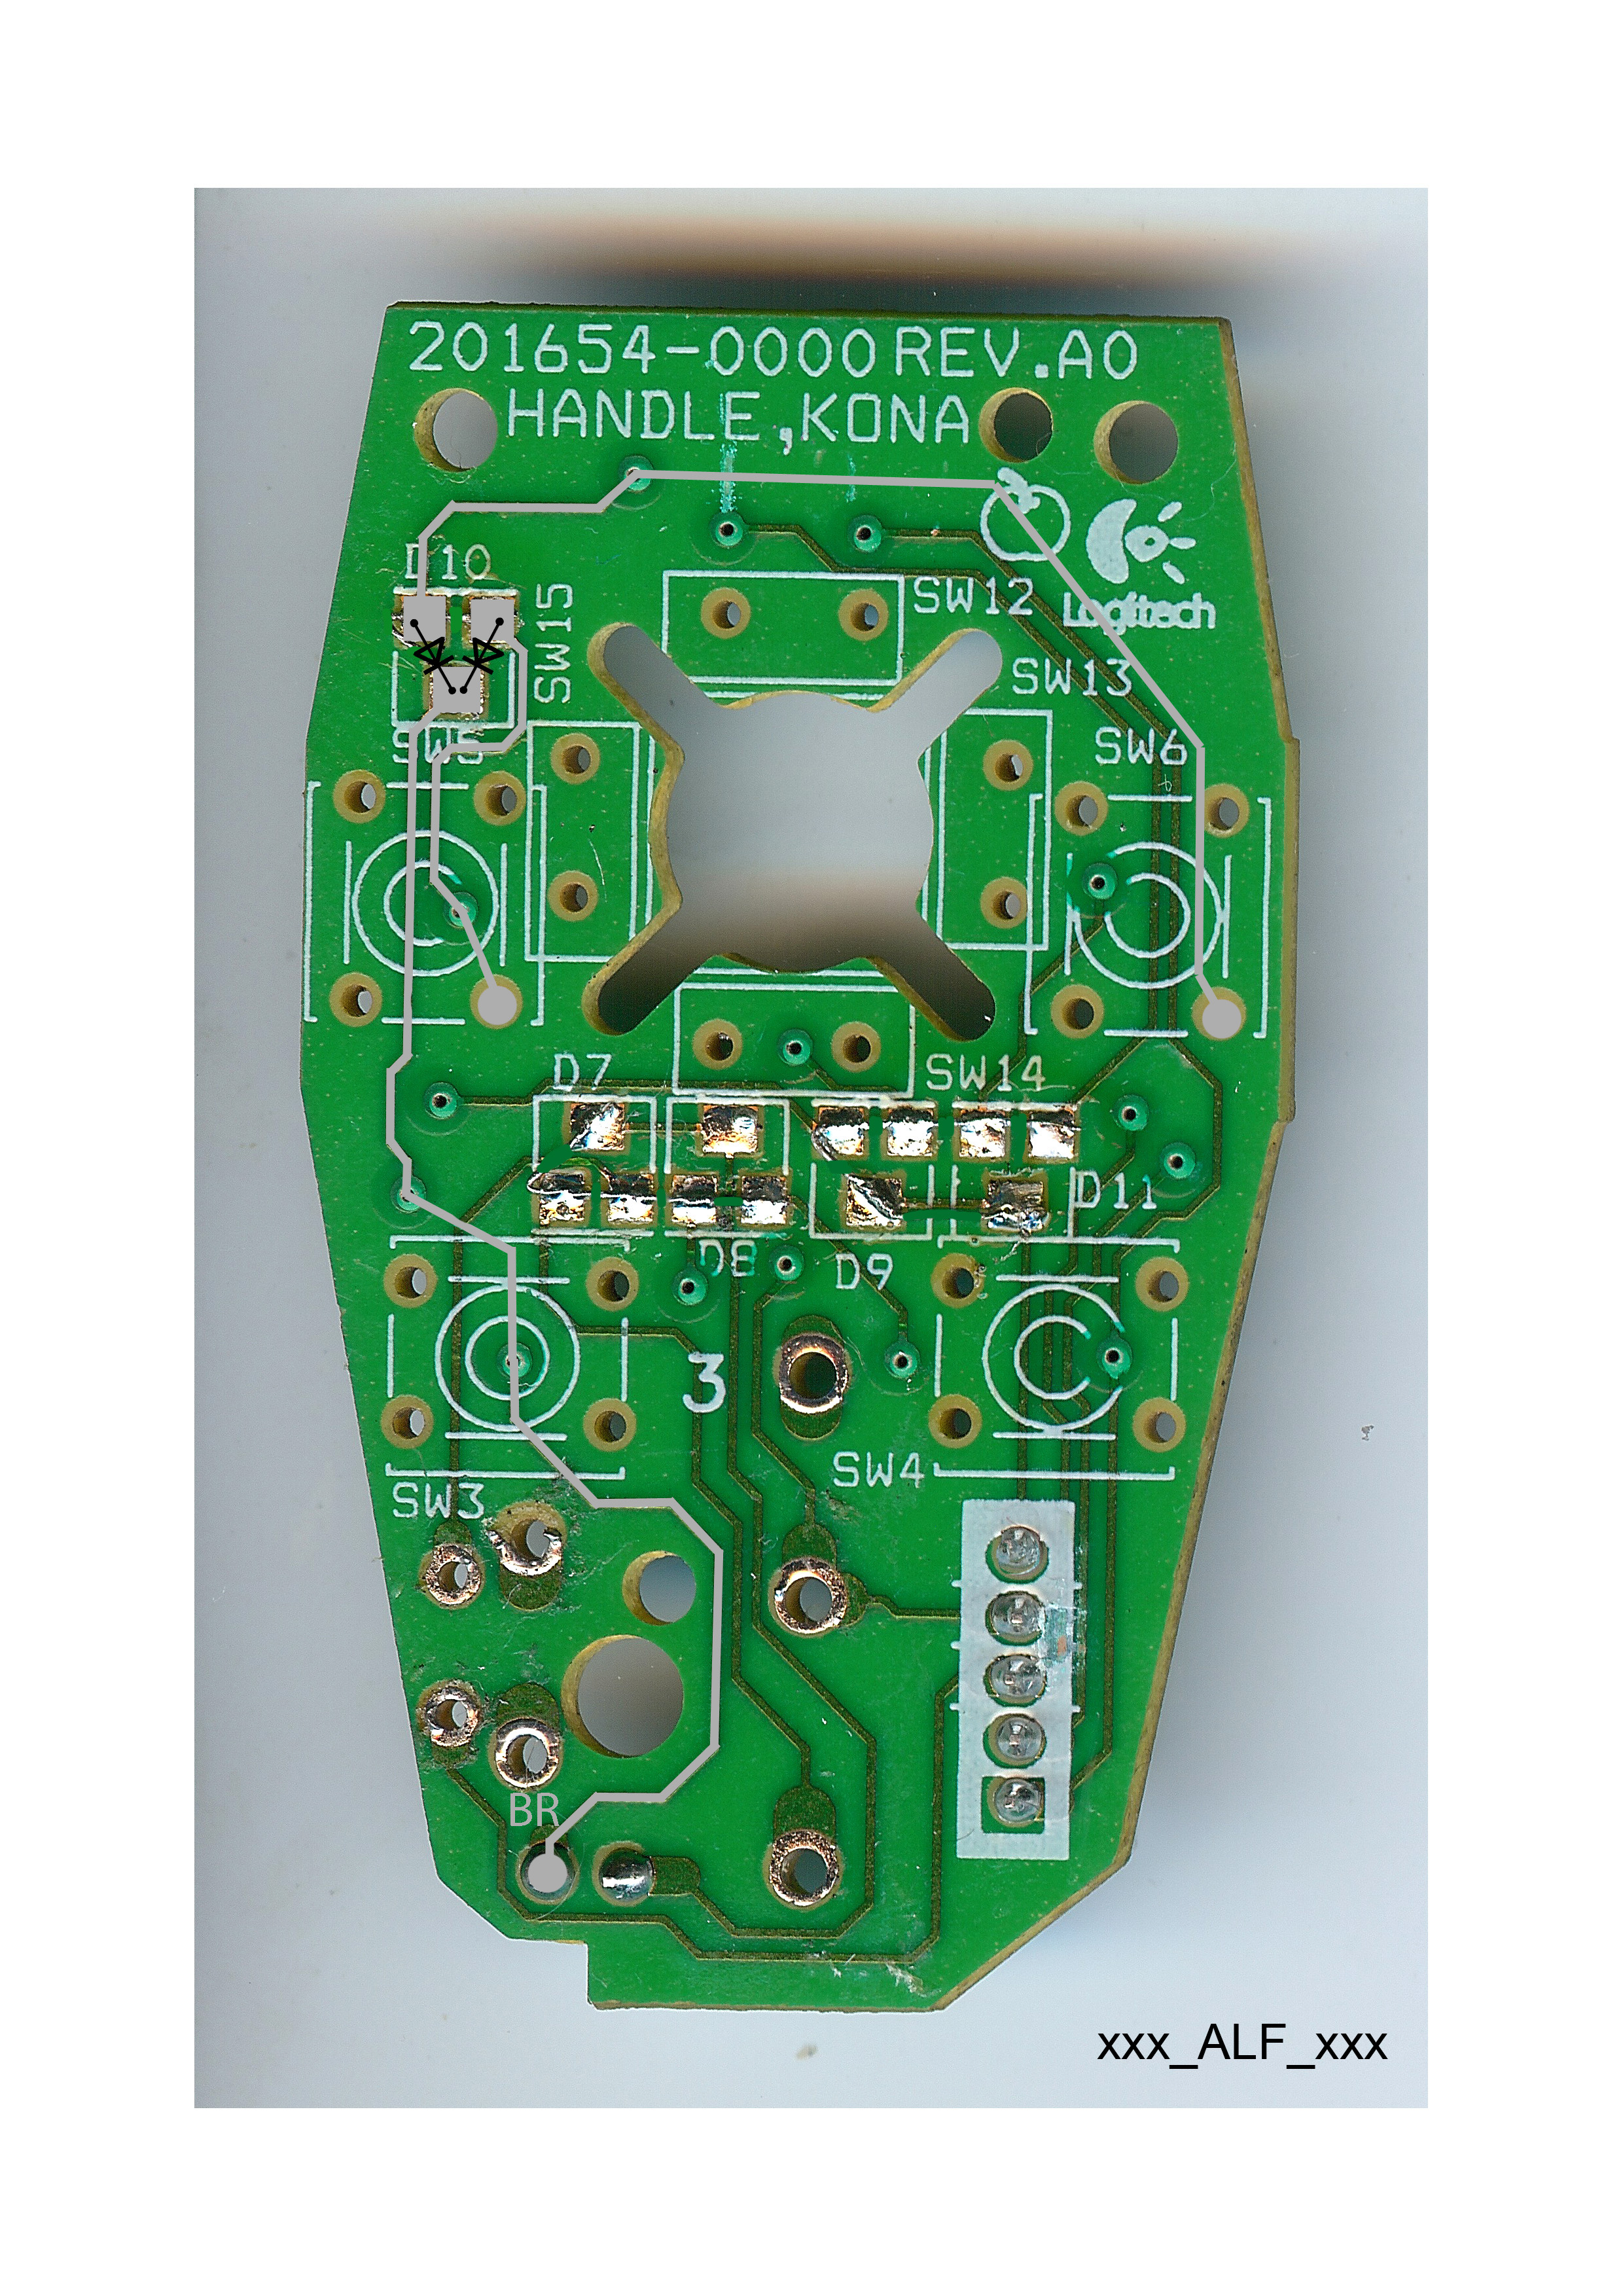 201654-0000 REV.A0
HANDLE,KONA
D10
SW15
SW12
Logitech
SW13
SW5
SW6
D7
SW14
D11
D8
D9
3
SW4
SW3
BR
xxx_ALF_xxx